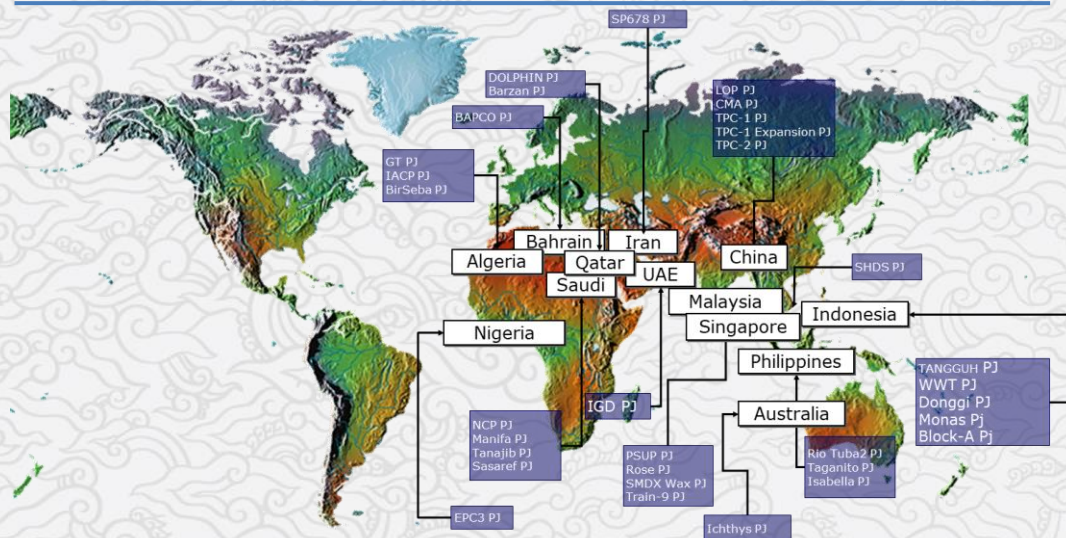 SP678 PJ
DOLPHIN PJ
Barzan PJ
BAPCO PJ
LOP PJ
CMA PJ
TPC-1 PJ
TPC-1 Expansion PJ
TPC-2 PJ
GT PJ
IACP PJ
BirSeba PJ
Bahrain
Iran
Algeria
Qatar
China
UAE
SHDS PJ
Saudi
Malaysia
Singapore
Indonesia
Nigeria
Philippines
TANGGUH PJ
WWT PJ
Donggi PJ
Monas Pj
Block-A Pj
IGD PJ
Australia
NCP PJ
Manifa PJ
Tanajib PJ
Sasaref PJ
PSUP PJ
Rose PJ
SMDX Wax PJ
Train-9 PJ
Rio Tuba2 PJ
Taganito PJ
Isabella PJ
EPC3 PJ
Ichthys PJ